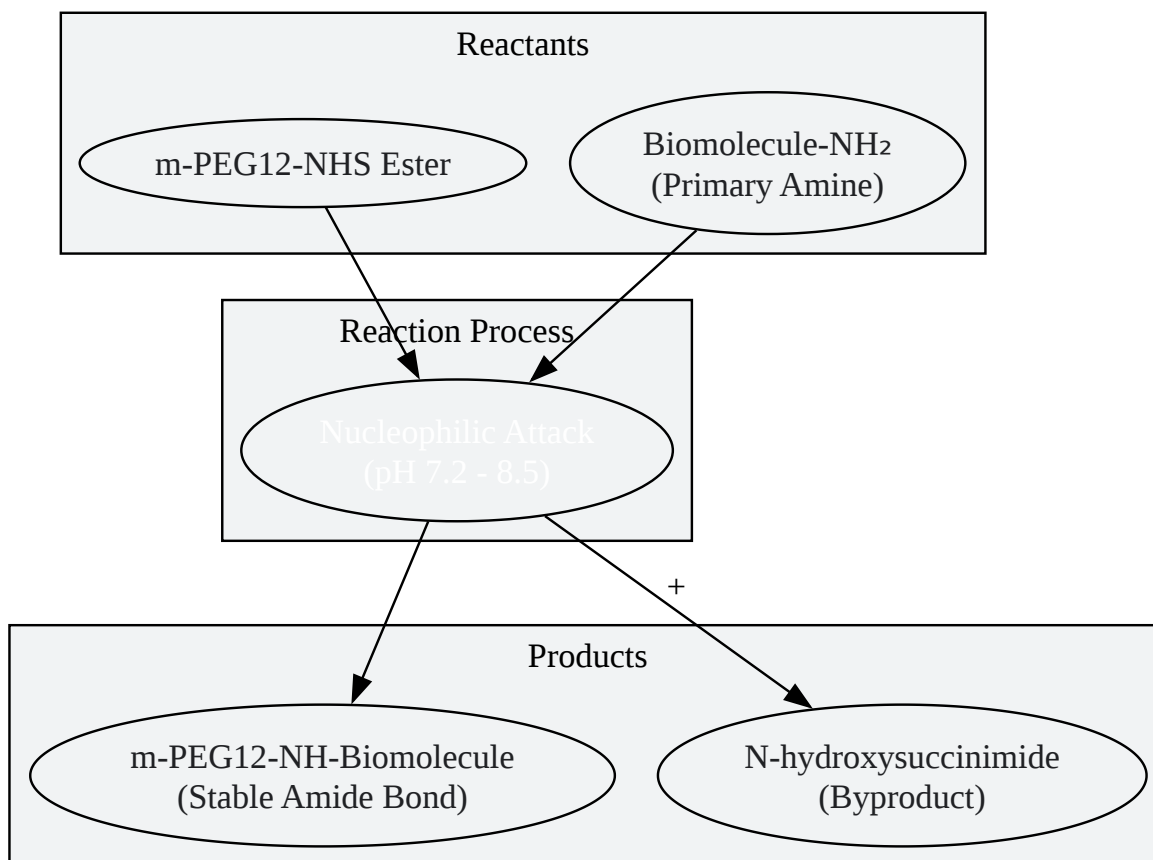 Reactants
m-PEG12-NHS Ester
Biomolecule-NH₂
(Primary Amine)
Reaction Process
Nucleophilic Attack
(pH 7.2 - 8.5)
+
Products
m-PEG12-NH-Biomolecule
(Stable Amide Bond)
N-hydroxysuccinimide
(Byproduct)